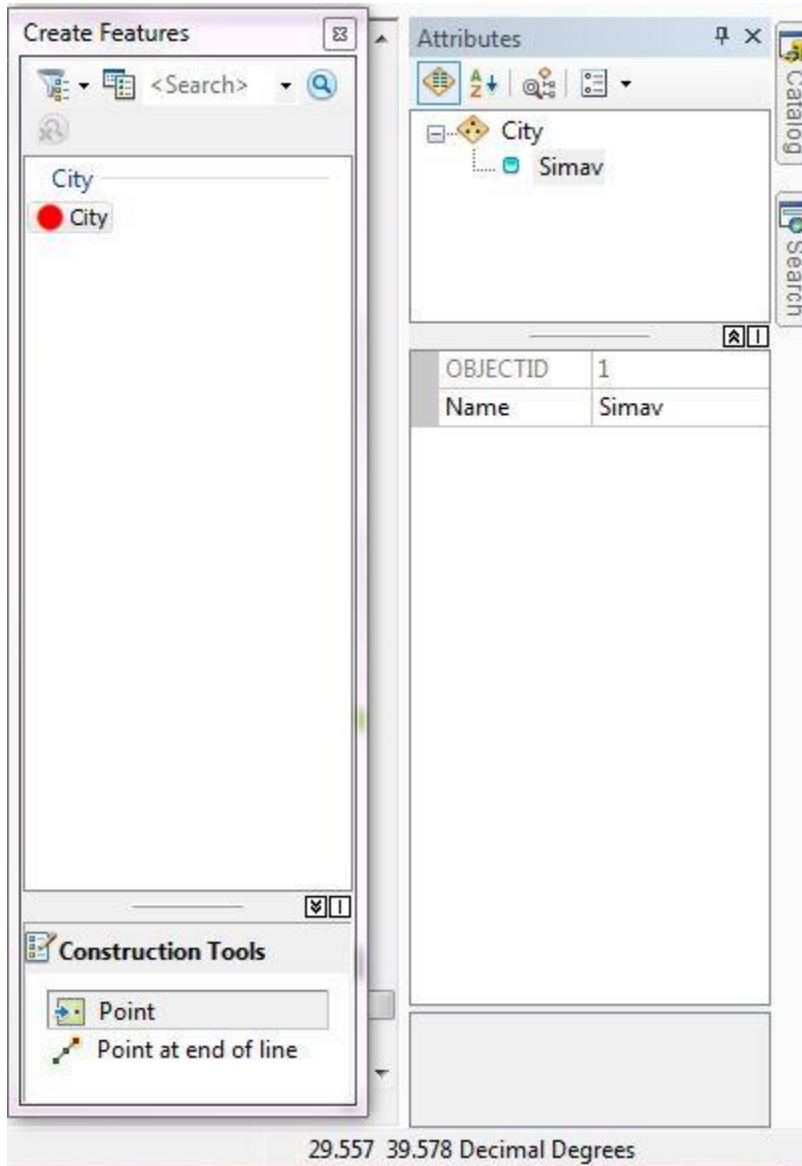 Create Features
<Search>
City
City
Construction Tools
Point
Point at end of line
Attributes
City
Simav
OBJECTID 1
Name Simav
Catalog
Search
29.557 39.578 Decimal Degrees